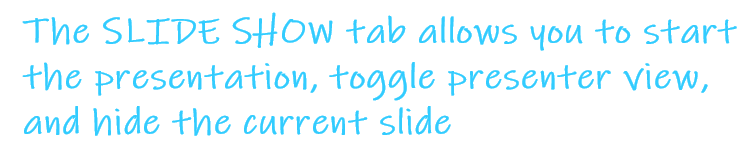 The SLIDE SHOW tab allows you to start
the presentation, toggle presenter view,
and hide the current slide